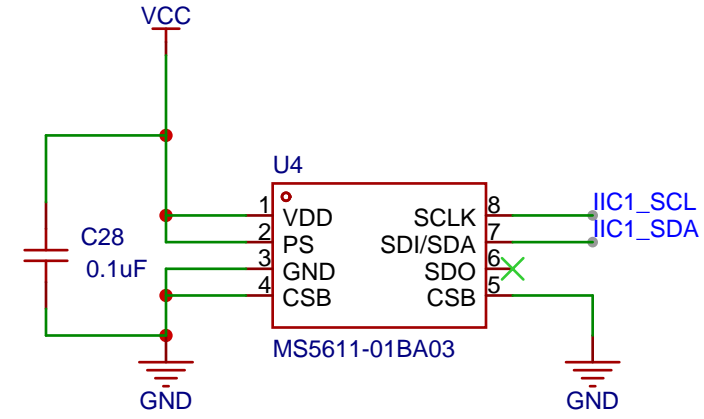 VCC
U4
1 VDD SCLK 8 IIC1_SCL
2 PS SDI/SDA 7 IIC1_SDA
3 GND SDO 6
4 CSB CSB 5
C28
0.1uF
MS5611-01BA03
GND GND